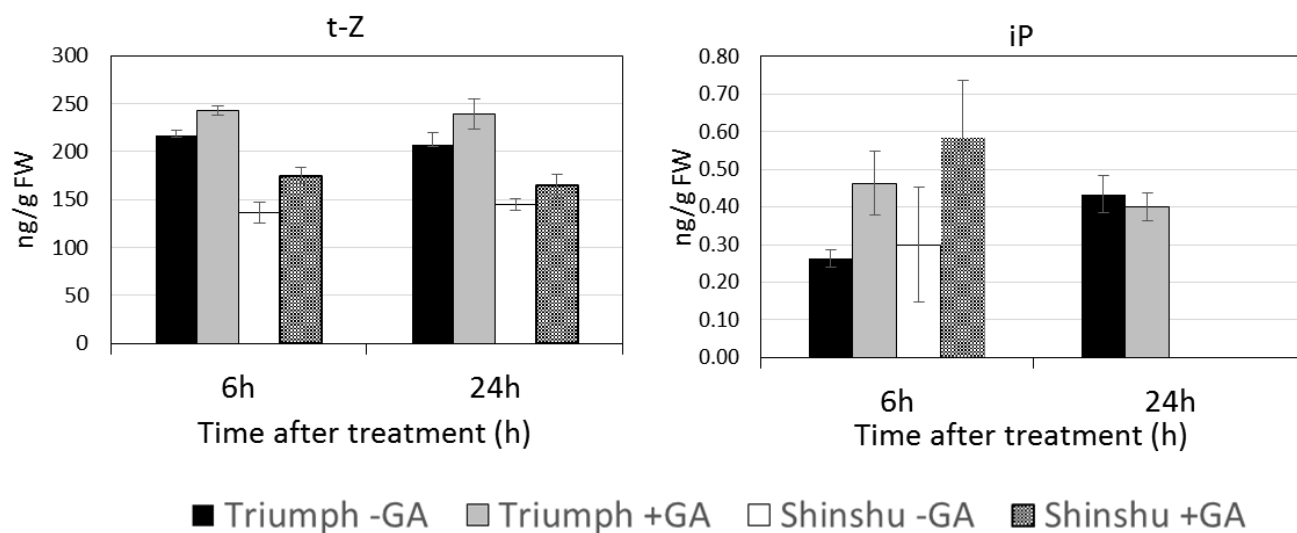 t-Z
300
250
200
150
100
50
0
ng/g FW
6h 24h
Time after treatment (h)
iP
0.80
0.70
0.60
0.50
0.40
0.30
0.20
0.10
0.00
ng/g FW
6h 24h
Time after treatment (h)
Triumph -GA Triumph +GA Shinshu -GA Shinshu +GA